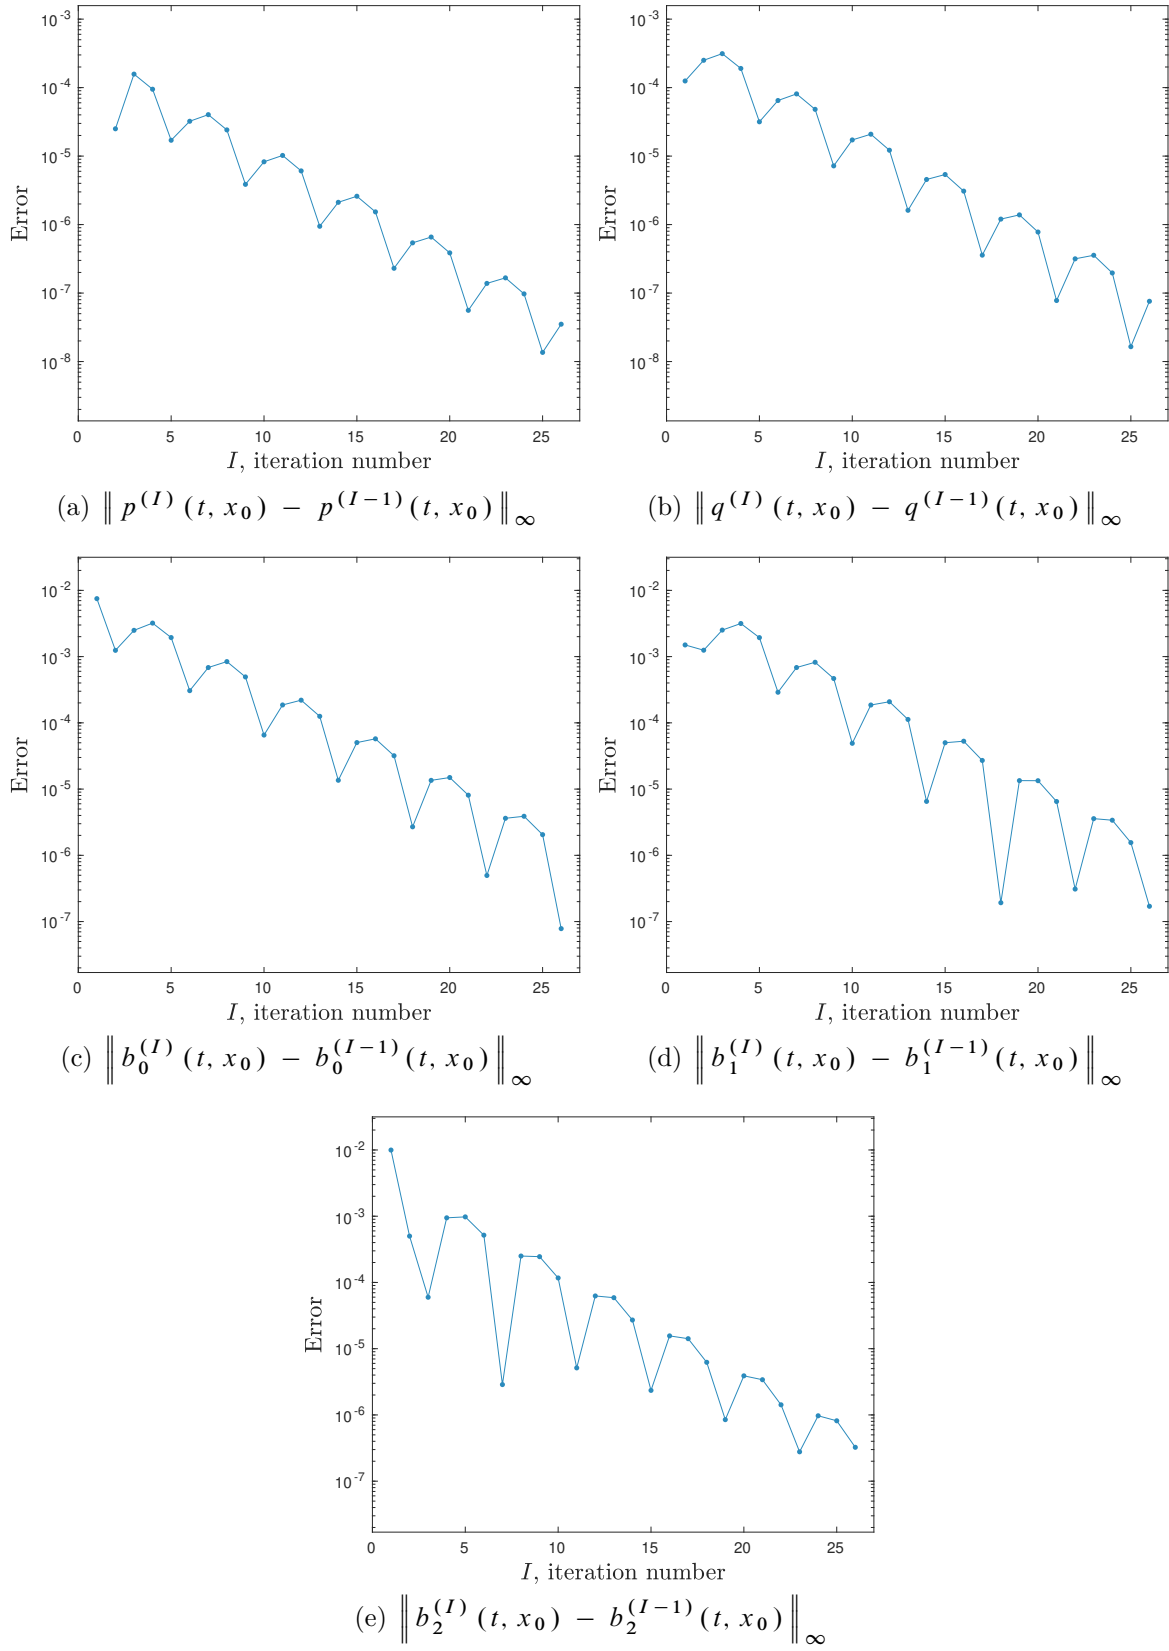 10^-3
10^-4
10^-5
10^-6
10^-7
10^-8
Error
0 5 10 15 20 25
I, iteration number
(a) ‖ p^(I) (t, x_0) − p^(I−1) (t, x_0) ‖_∞
10^-3
10^-4
10^-5
10^-6
10^-7
10^-8
Error
0 5 10 15 20 25
I, iteration number
(b) ‖ q^(I) (t, x_0) − q^(I−1) (t, x_0) ‖_∞
10^-2
10^-3
10^-4
10^-5
10^-6
10^-7
Error
0 5 10 15 20 25
I, iteration number
(c) ‖ b_0^(I) (t, x_0) − b_0^(I−1) (t, x_0) ‖_∞
10^-2
10^-3
10^-4
10^-5
10^-6
10^-7
Error
0 5 10 15 20 25
I, iteration number
(d) ‖ b_1^(I) (t, x_0) − b_1^(I−1) (t, x_0) ‖_∞
10^-2
10^-3
10^-4
10^-5
10^-6
10^-7
Error
0 5 10 15 20 25
I, iteration number
(e) ‖ b_2^(I) (t, x_0) − b_2^(I−1) (t, x_0) ‖_∞